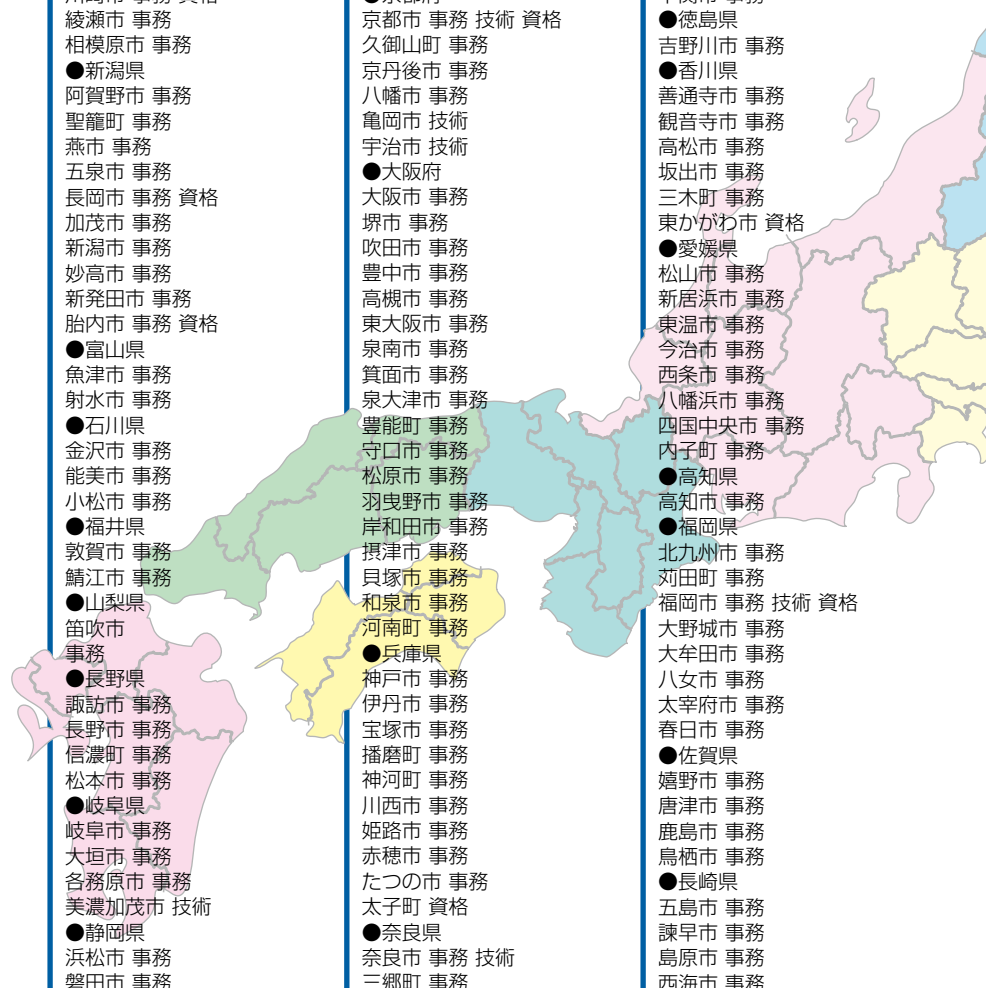 綾瀬市 事務
相模原市 事務
●新潟県
阿賀野市 事務
聖籠町 事務
燕市 事務
五泉市 事務
長岡市 事務 資格
加茂市 事務
新潟市 事務
妙高市 事務
新発田市 事務
胎内市 事務 資格
●富山県
魚津市 事務
射水市 事務
●石川県
金沢市 事務
能美市 事務
小松市 事務
●福井県
敦賀市 事務
鯖江市 事務
●山梨県
笛吹市
事務
●長野県
諏訪市 事務
長野市 事務
信濃町 事務
松本市 事務
●岐阜県
岐阜市 事務
大垣市 事務
各務原市 事務
美濃加茂市 技術
●静岡県
浜松市 事務
磐田市 事務
京都市 事務 技術 資格
久御山町 事務
京丹後市 事務
八幡市 事務
亀岡市 技術
宇治市 技術
●大阪府
大阪市 事務
堺市 事務
吹田市 事務
豊中市 事務
高槻市 事務
東大阪市 事務
泉南市 事務
箕面市 事務
泉大津市 事務
豊能町 事務
守口市 事務
松原市 事務
羽曳野市 事務
岸和田市 事務
摂津市 事務
貝塚市 事務
和泉市 事務
河南町 事務
●兵庫県
神戸市 事務
伊丹市 事務
宝塚市 事務
播磨町 事務
神河町 事務
川西市 事務
姫路市 事務
赤穂市 事務
たつの市 事務
太子町 資格
●奈良県
奈良市 事務 技術
三郷町 事務
●徳島県
吉野川市 事務
●香川県
善通寺市 事務
観音寺市 事務
高松市 事務
坂出市 事務
三木町 事務
東かがわ市 資格
●愛媛県
松山市 事務
新居浜市 事務
東温市 事務
今治市 事務
西条市 事務
八幡浜市 事務
四国中央市 事務
内子町 事務
●高知県
高知市 事務
●福岡県
北九州市 事務
苅田町 事務
福岡市 事務 技術 資格
大野城市 事務
大牟田市 事務
八女市 事務
太宰府市 事務
春日市 事務
●佐賀県
嬉野市 事務
唐津市 事務
鹿島市 事務
鳥栖市 事務
●長崎県
五島市 事務
諫早市 事務
島原市 事務
西海市 事務